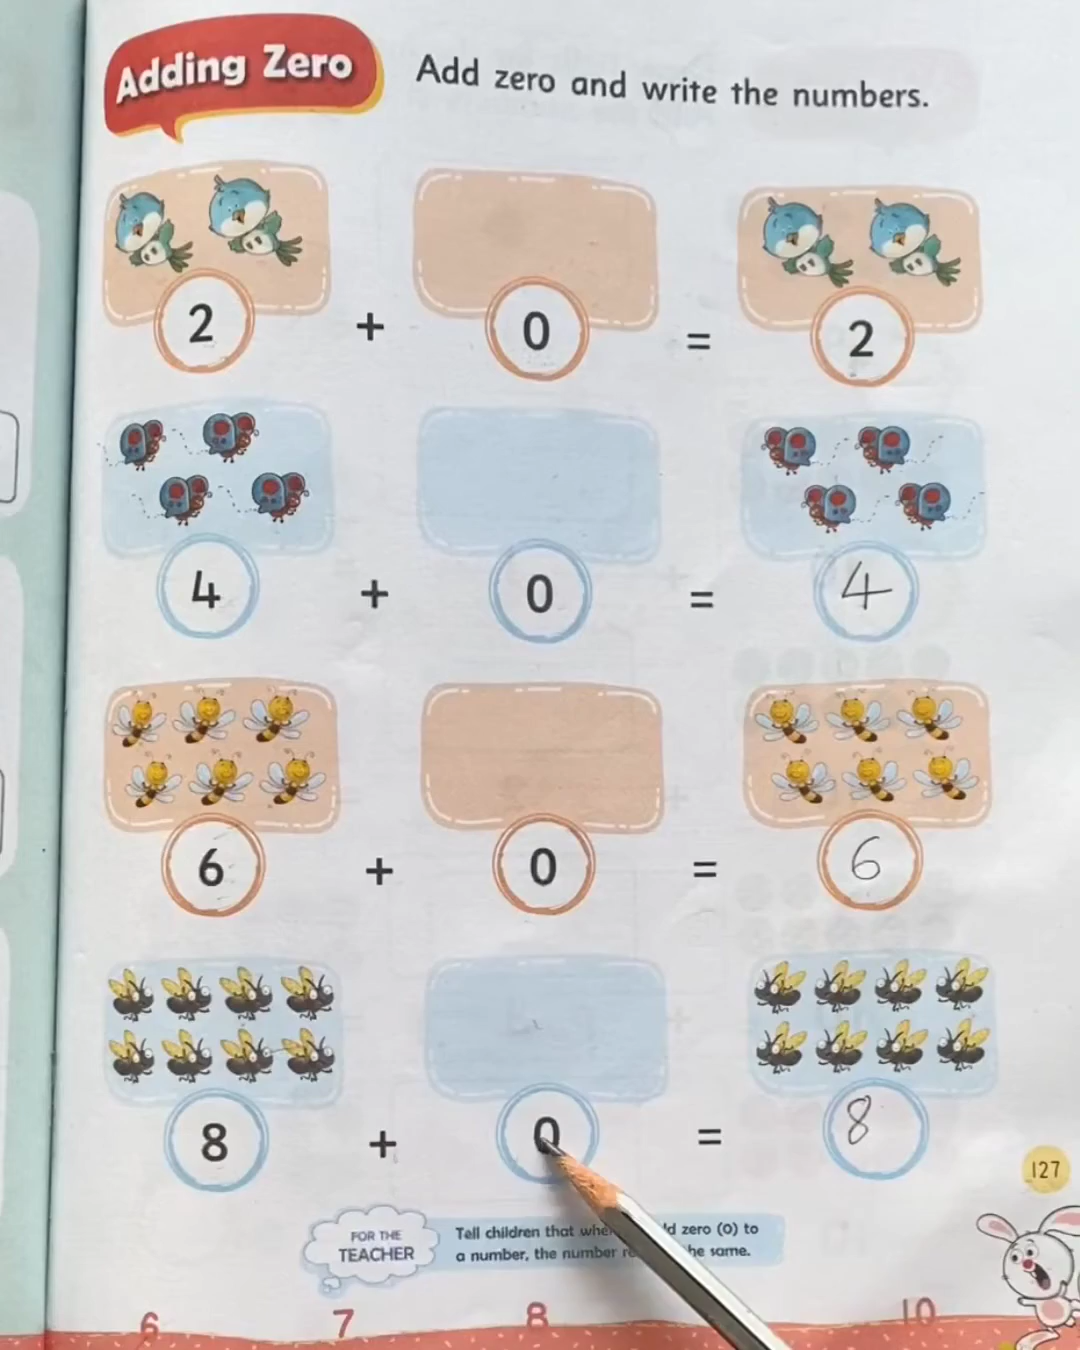 Adding Zero
Add zero and write the numbers.
2 + 0 = 2
4 + 0 = 4
6 + 0 = 6
8 + 0 = 8
127
FOR THE
TEACHER
Tell children that zero (0) to
a number, the number same.
6 7 8 10